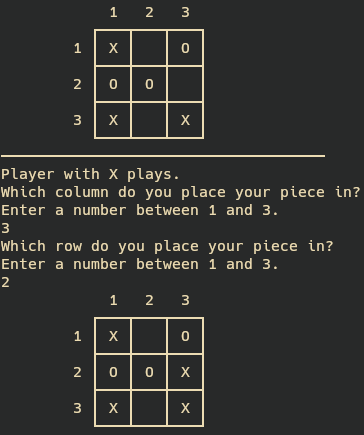 1 2 3
1 X O
2 O O
3 X X
Player with X plays.
Which column do you place your piece in?
Enter a number between 1 and 3.
3
Which row do you place your piece in?
Enter a number between 1 and 3.
2
1 2 3
1 X O
2 O O X
3 X X